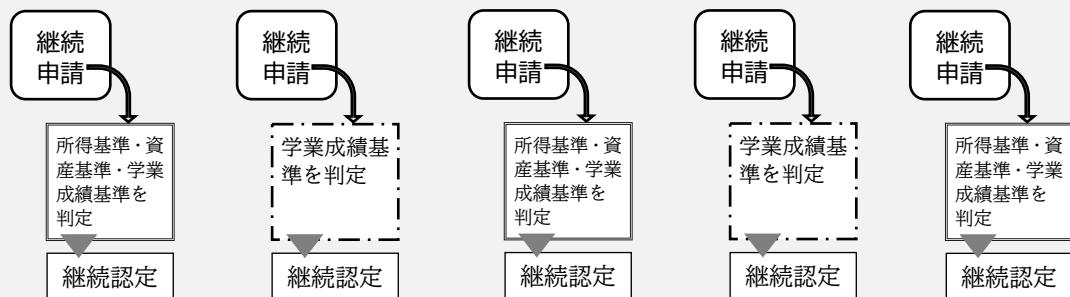 継続
申請
所得基準・資
産基準・学業
成績基準を
判定
継続認定
継続
申請
学業成績基
準を判定
継続認定
継続
申請
所得基準・資
産基準・学業
成績基準を
判定
継続認定
継続
申請
学業成績基
準を判定
継続認定
継続
申請
所得基準・資
産基準・学業
成績基準を
判定
継続認定